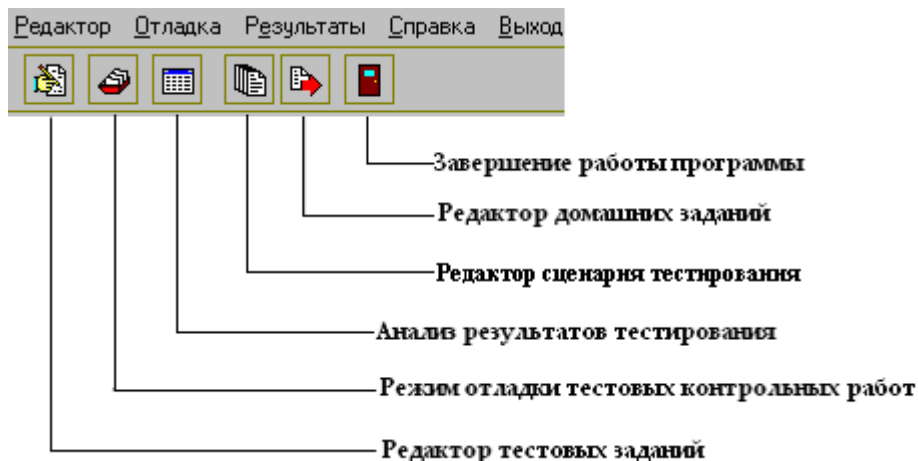 Редактор Отладка Результаты Справка Выход
Завершение работы программы
Редактор домашних заданий
Редактор сценария тестирования
Анализ результатов тестирования
Режим отладки тестовых контрольных работ
Редактор тестовых заданий